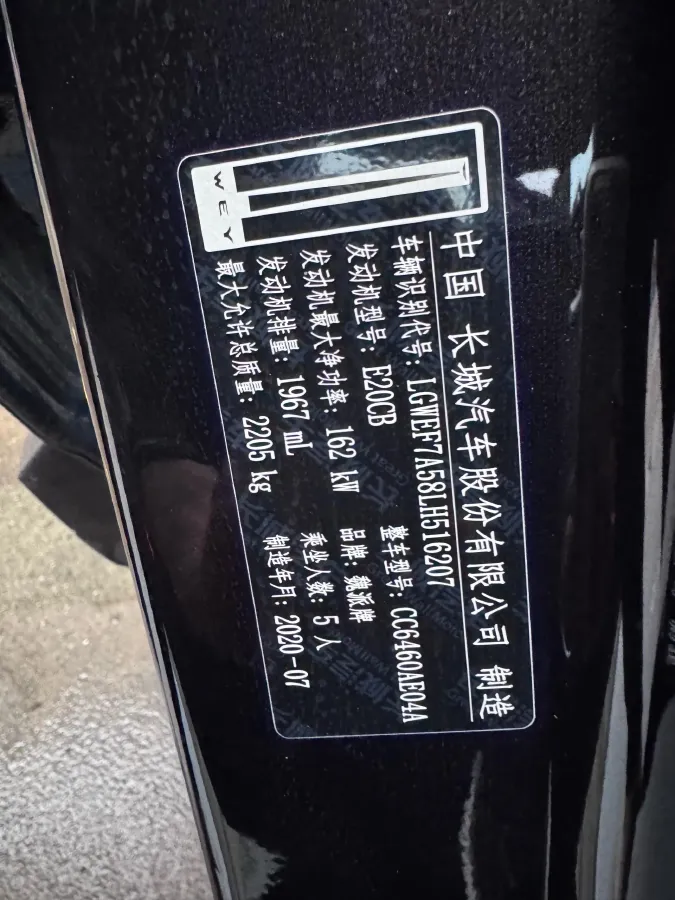 WEY
中国 长城汽车股份有限公司 制造
车辆识别代号: LGWEF7A58LH516207
发动机型号: E20CB 整车型号: CC6460AE04A
发动机最大净功率: 162 kW 品牌: 魏派牌
发动机排量: 1967 mL 乘坐人数: 5 人
最大允许总质量: 2205 kg 制造年月: 2020-07